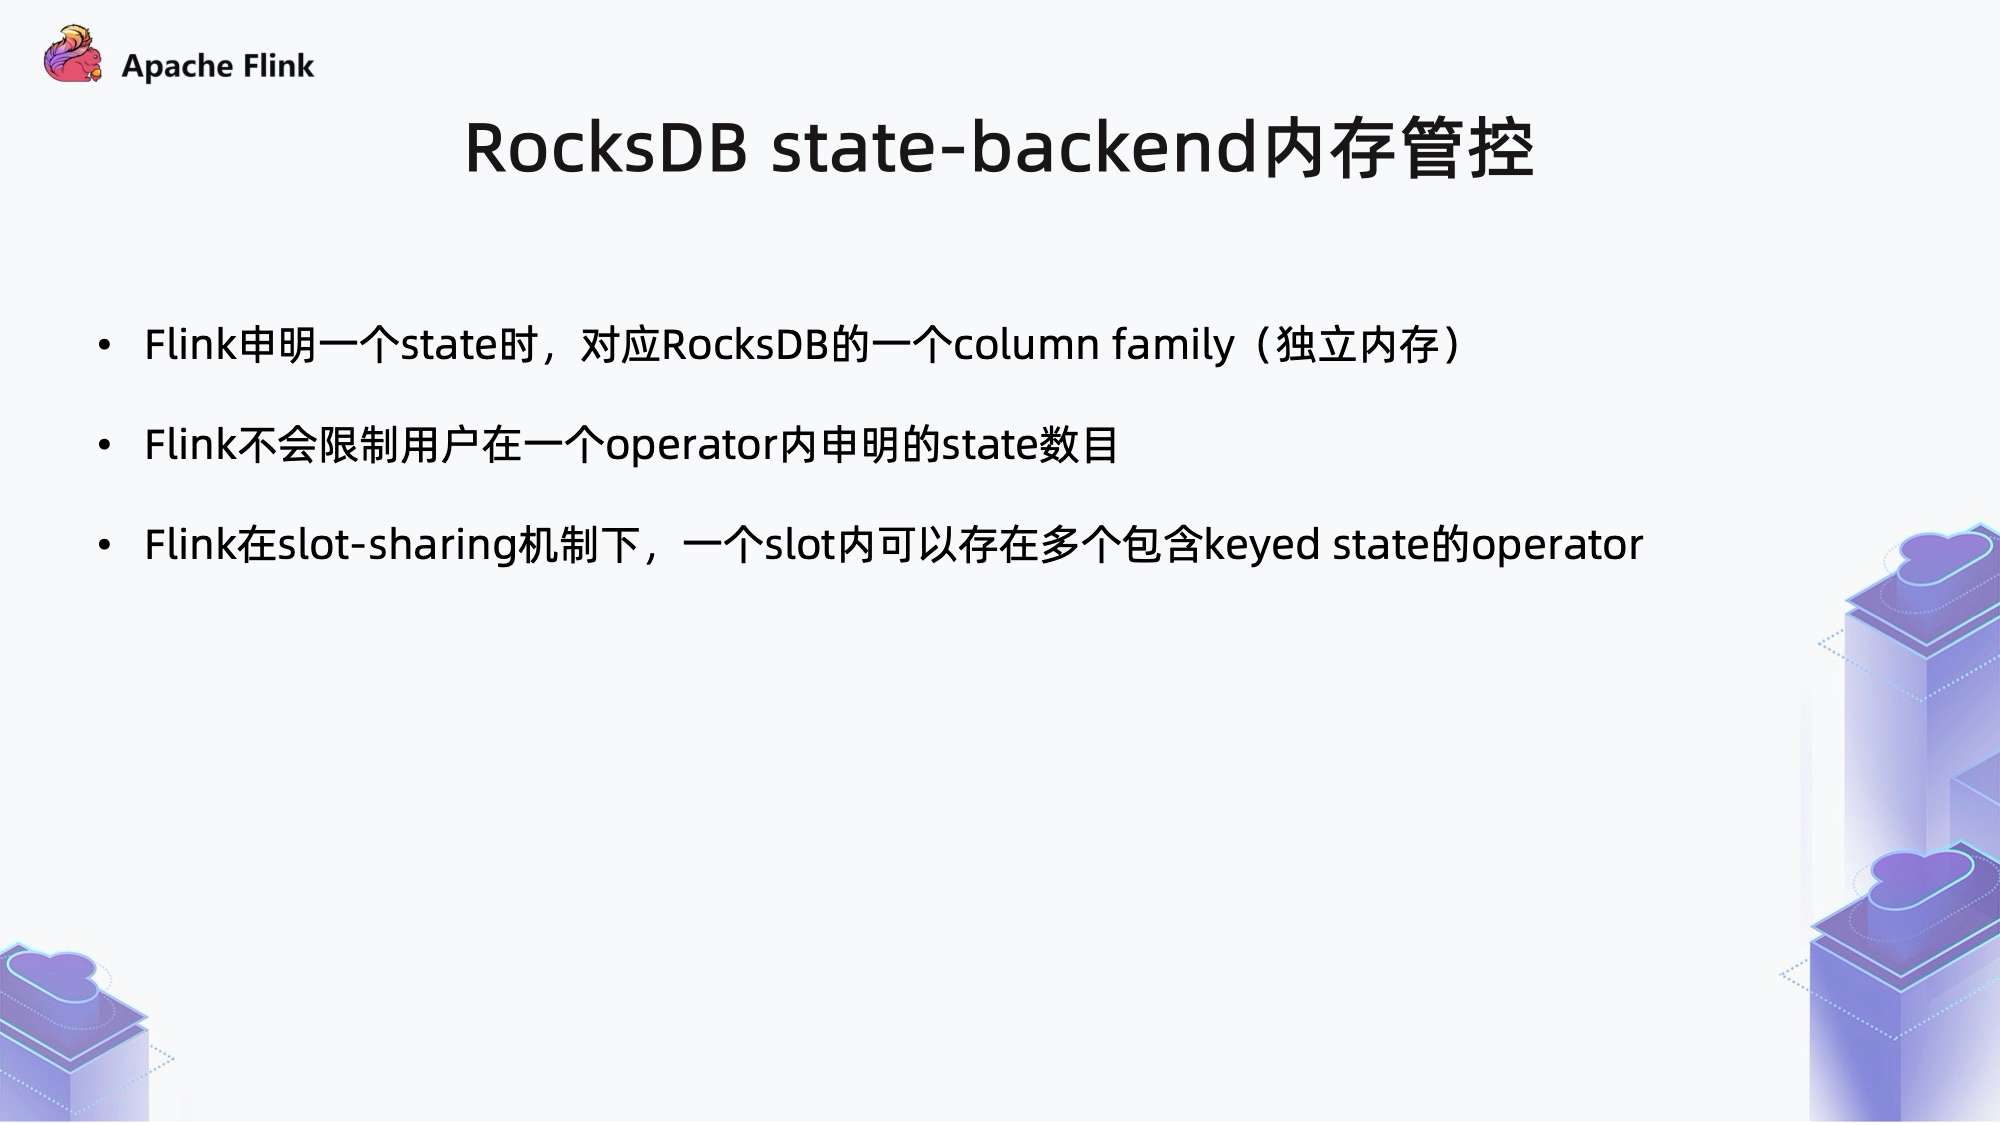 Apache Flink
RocksDB state-backend内存管控
• Flink申明一个state时，对应RocksDB的一个column family（独立内存）
• Flink不会限制用户在一个operator内申明的state数目
• Flink在slot-sharing机制下，一个slot内可以存在多个包含keyed state的operator